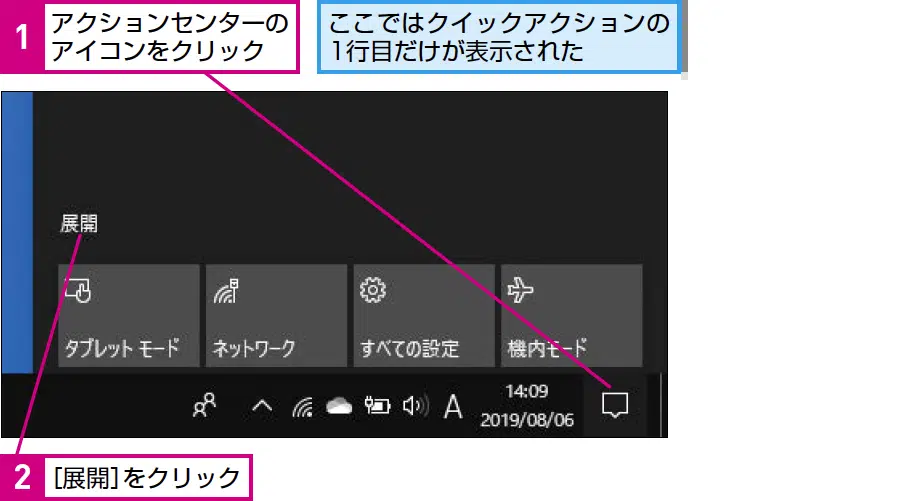 1
アクションセンターの
アイコンをクリック
ここではクイックアクションの
1行目だけが表示された
展開
タブレット モード
ネットワーク
すべての設定
機内モード
A
14:09
2019/08/06
2
[展開]をクリック